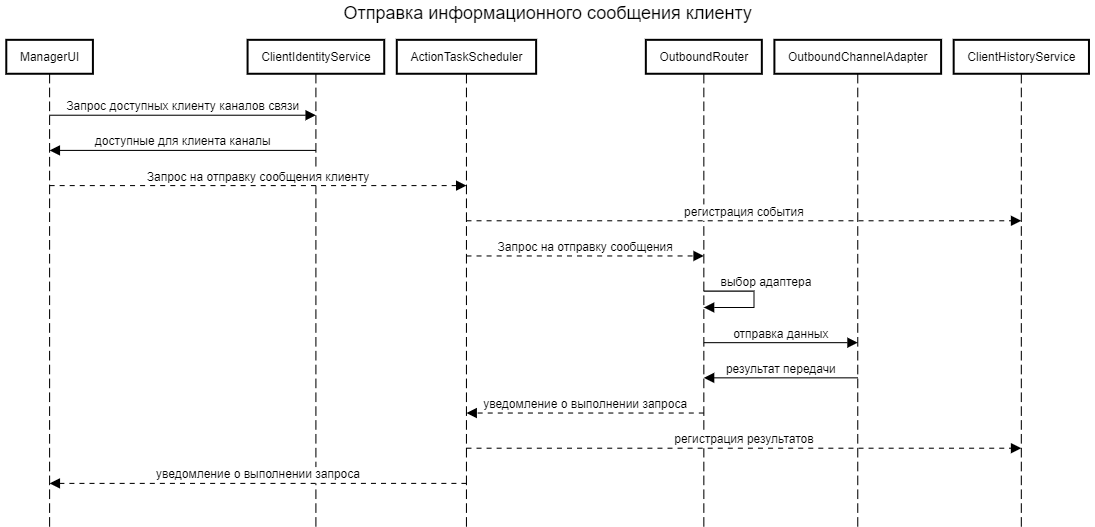 Отправка информационного сообщения клиенту
ManagerUI
ClientIdentityService
ActionTaskScheduler
OutboundRouter
OutboundChannelAdapter
ClientHistoryService
Запрос доступных клиенту каналов связи
доступные для клиента каналы
Запрос на отправку сообщения клиенту
регистрация события
Запрос на отправку сообщения
выбор адаптера
отправка данных
результат передачи
уведомление о выполнении запроса
регистрация результатов
уведомление о выполнении запроса